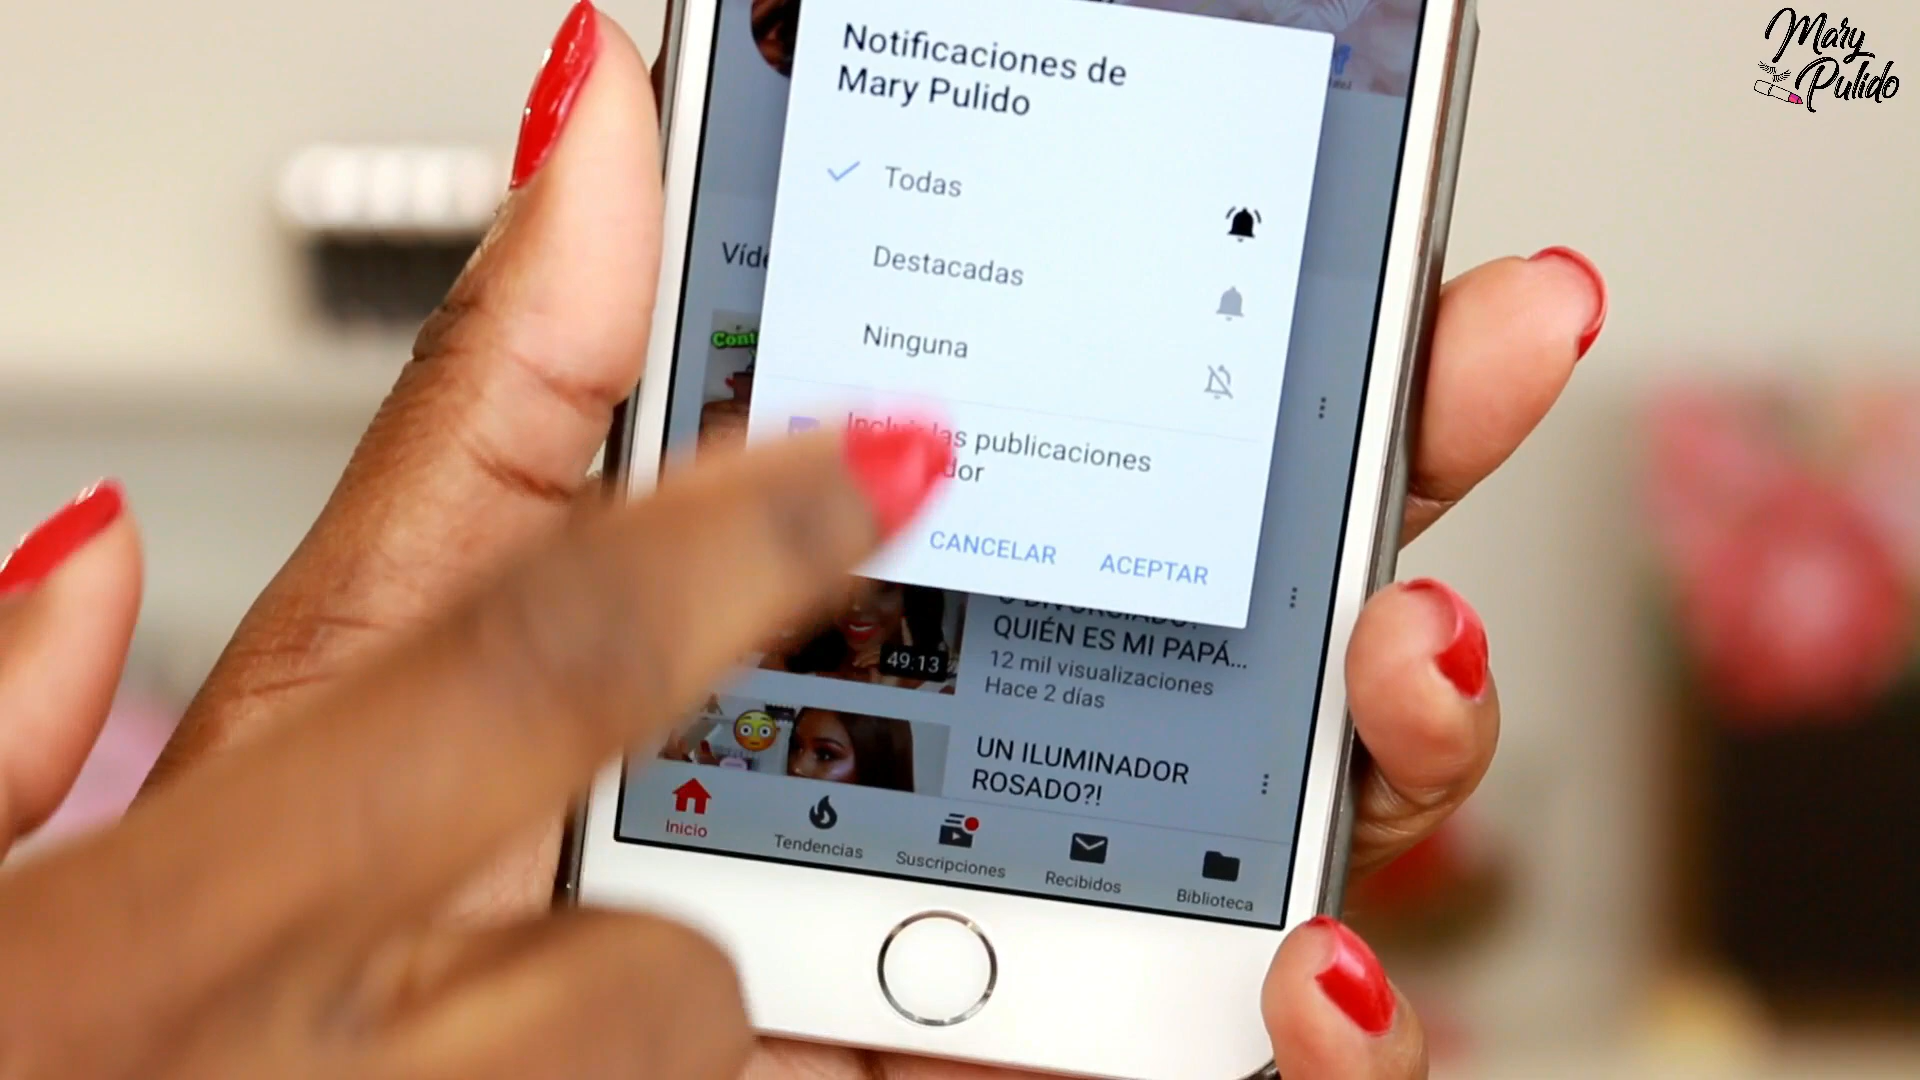 Mary
Pulido
Notificaciones de
Mary Pulido
Todas
Destacadas
Ninguna
las publicaciones
CANCELAR
ACEPTAR
QUIÉN ES MI PAPÁ...
49:13
12 mil visualizaciones
Hace 2 días
UN ILUMINADOR
ROSADO?!
Inicio
Tendencias
Suscripciones
Recibidos
Biblioteca